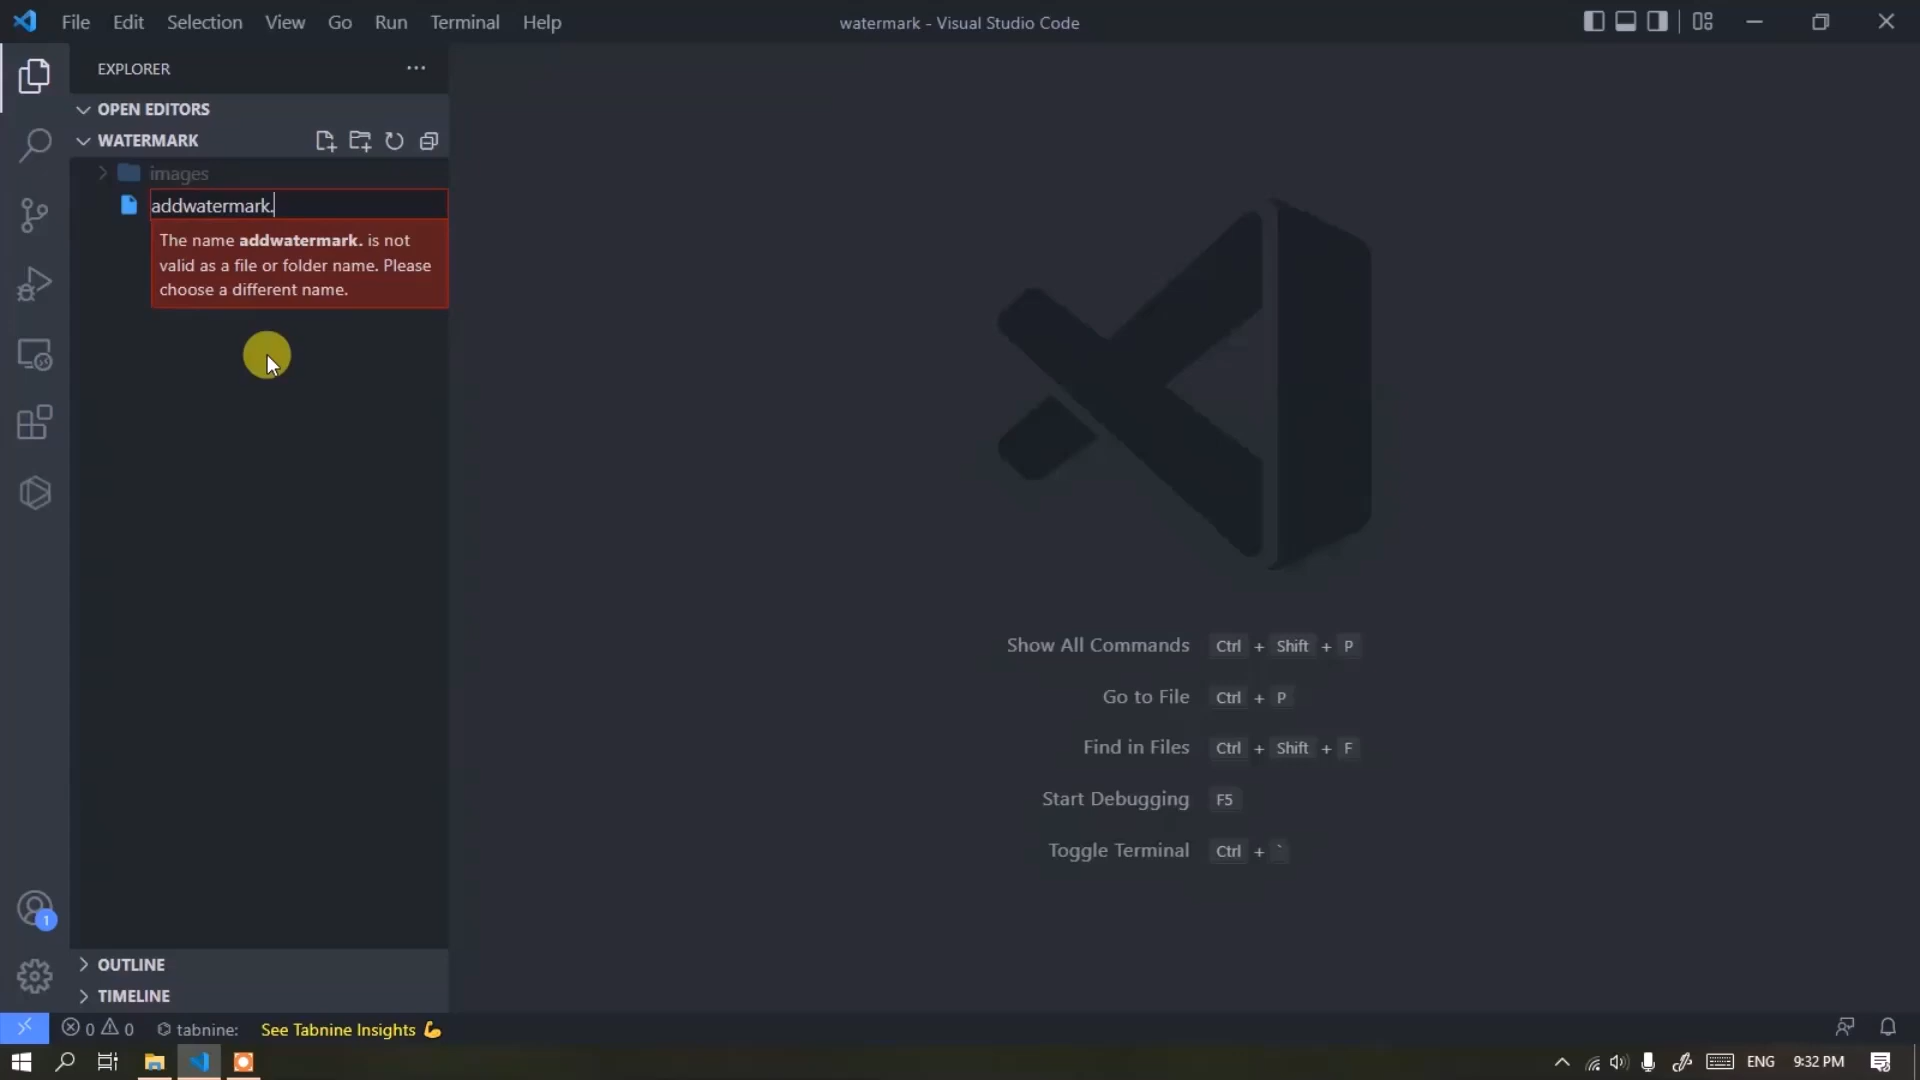 File Edit Selection View Go Run Terminal Help
watermark - Visual Studio Code
EXPLORER
OPEN EDITORS
WATERMARK
images
addwatermark.
The name addwatermark. is not
valid as a file or folder name. Please
choose a different name.
Show All Commands Ctrl + Shift + P
Go to File Ctrl + P
Find in Files Ctrl + Shift + F
Start Debugging F5
Toggle Terminal Ctrl + `
1
OUTLINE
TIMELINE
0 0 tabnine: See Tabnine Insights 💪
ENG 9:32 PM